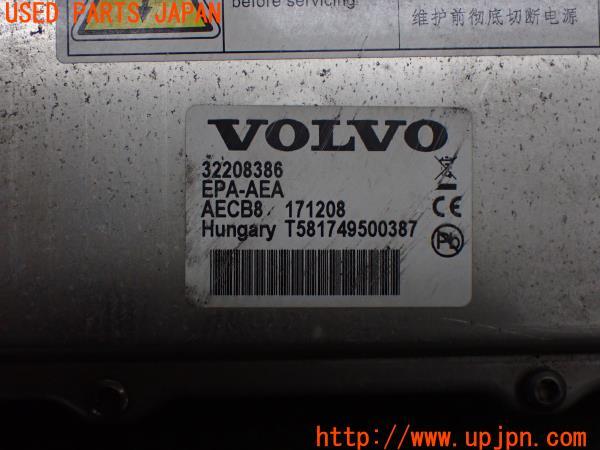 USED PARTS JAPAN
before servicing.
维护前彻底切断电源
VOLVO
32208386
EPA-AEA
AECB8 171208
Hungary T581749500387
CE
Pb
http://www.upjpn.com/